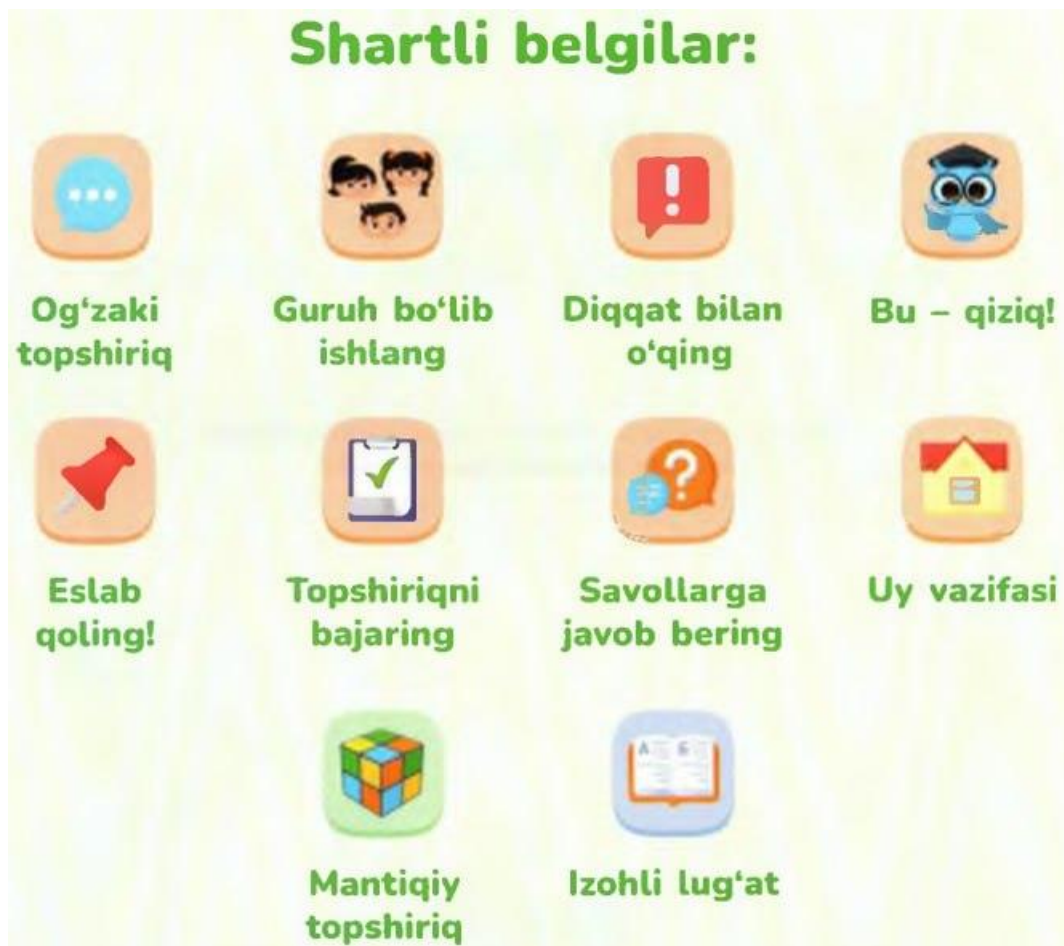 Shartli belgilar:
Og‘zaki
topshiriq
Guruh bo‘lib
ishlang
Diqqat bilan
o‘qing
Bu – qiziq!
Eslab
qoling!
Topshiriqni
bajaring
Savollarga
javob bering
Uy vazifasi
Mantiqiy
topshiriq
Izohli lug‘at